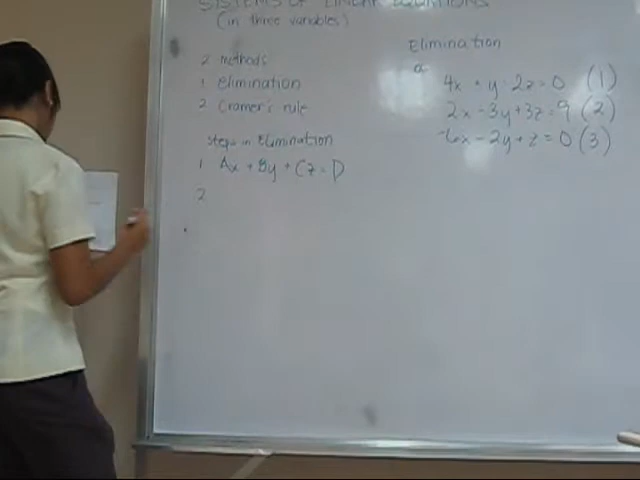 SYSTEMS OF LINEAR EQUATIONS
(in three variables)
2 methods
1 Elimination
2 Cramer's rule
Steps in Elimination
1 Ax + By + Cz = D
2
Elimination
a
4x + y - 2z = 0 (1)
2x - 3y + 3z = 9 (2)
-6x - 2y + z = 0 (3)